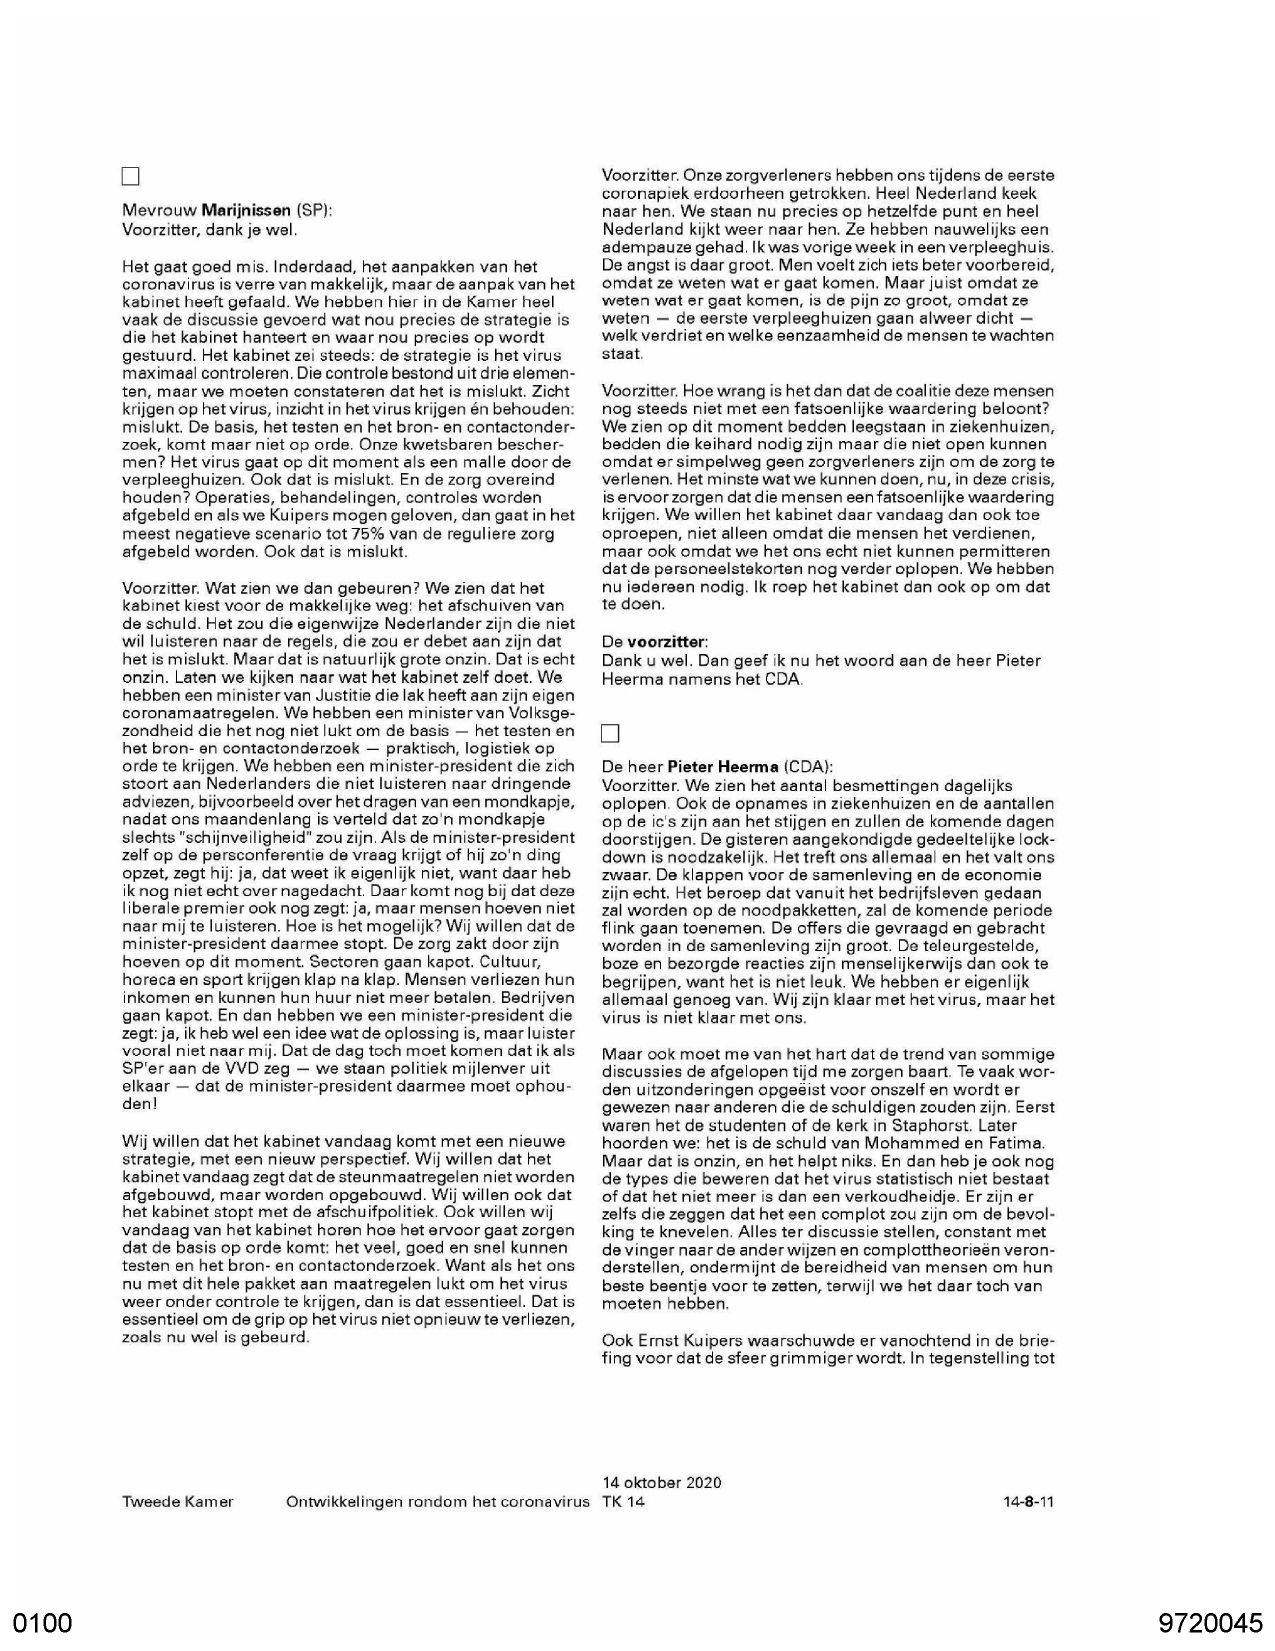 Mevrouw Marijnissen (SP):
Voorzitter, dank je wel.
Het gaat goed mis. Inderdaad, het aanpakken van het
coronavirus is verre van makkelijk, maar de aanpak van het
kabinet heeft gefaald. We hebben hier in de Kamer heel
vaak de discussie gevoerd wat nou precies de strategie is
die het kabinet hanteert en waar nou precies op wordt
gestuurd. Het kabinet zei steeds: de strategie is het virus
maximaal controleren. Die controle bestond uit drie elemen-
ten, maar we moeten constateren dat het is mislukt. Zicht
krijgen op het virus, inzicht in het virus krijgen én behouden:
mislukt. De basis, het testen en het bron- en contactonder-
zoek, komt maar niet op orde. Onze kwetsbaren bescher-
men? Het virus gaat op dit moment als een malle door de
verpleeghuizen. Ook dat is mislukt. En de zorg overeind
houden? Operaties, behandelingen, controles worden
afgebeld en als we Kuipers mogen geloven, dan gaat in het
meest negatieve scenario tot 75% van de reguliere zorg
afgebeld worden. Ook dat is mislukt.
Voorzitter. Wat zien we dan gebeuren? We zien dat het
kabinet kiest voor de makkelijke weg: het afschuiven van
de schuld. Het zou die eigenwijze Nederlander zijn die niet
wil luisteren naar de regels, die zou er debet aan zijn dat
het is mislukt. Maar dat is natuurlijk grote onzin. Dat is echt
onzin. Laten we kijken naar wat het kabinet zelf doet. We
hebben een minister van Justitie die lak heeft aan zijn eigen
coronamaatregelen. We hebben een minister van Volksge-
zondheid die het nog niet lukt om de basis — het testen en
het bron- en contactonderzoek — praktisch, logistiek op
orde te krijgen. We hebben een minister-president die zich
stoort aan Nederlanders die niet luisteren naar dringende
adviezen, bijvoorbeeld over het dragen van een mondkapje,
nadat ons maandenlang is verteld dat zo'n mondkapje
slechts "schijnveiligheid" zou zijn. Als de minister-president
zelf op de persconferentie de vraag krijgt of hij zo'n ding
opzet, zegt hij: ja, dat weet ik eigenlijk niet, want daar heb
ik nog niet echt over nagedacht. Daar komt nog bij dat deze
liberale premier ook nog zegt: ja, maar mensen hoeven niet
naar mij te luisteren. Hoe is het mogelijk? Wij willen dat de
minister-president daarmee stopt. De zorg zakt door zijn
hoeven op dit moment. Sectoren gaan kapot. Cultuur,
horeca en sport krijgen klap na klap. Mensen verliezen hun
inkomen en kunnen hun huur niet meer betalen. Bedrijven
gaan kapot. En dan hebben we een minister-president die
zegt: ja, ik heb wel een idee wat de oplossing is, maar luister
vooral niet naar mij. Dat de dag toch moet komen dat ik als
SP'er aan de VVD zeg — we staan politiek mijlenver uit
elkaar — dat de minister-president daarmee moet ophou-
den!
Wij willen dat het kabinet vandaag komt met een nieuwe
strategie, met een nieuw perspectief. Wij willen dat het
kabinet vandaag zegt dat de steunmaatregelen niet worden
afgebouwd, maar worden opgebouwd. Wij willen ook dat
het kabinet stopt met de afschuifpolitiek. Ook willen wij
vandaag van het kabinet horen hoe het ervoor gaat zorgen
dat de basis op orde komt: het veel, goed en snel kunnen
testen en het bron- en contactonderzoek. Want als het ons
nu met dit hele pakket aan maatregelen lukt om het virus
weer onder controle te krijgen, dan is dat essentieel. Dat is
essentieel om de grip op het virus niet opnieuw te verliezen,
zoals nu wel is gebeurd.
Voorzitter. Onze zorgverleners hebben ons tijdens de eerste
coronapiek erdoorheen getrokken. Heel Nederland keek
naar hen. We staan nu precies op hetzelfde punt en heel
Nederland kijkt weer naar hen. Ze hebben nauwelijks een
adempauze gehad. Ik was vorige week in een verpleeghuis.
De angst is daar groot. Men voelt zich iets beter voorbereid,
omdat ze weten wat er gaat komen. Maar juist omdat ze
weten wat er gaat komen, is de pijn zo groot, omdat ze
weten — de eerste verpleeghuizen gaan alweer dicht —
welk verdriet en welke eenzaamheid de mensen te wachten
staat.
Voorzitter. Hoe wrang is het dan dat de coalitie deze mensen
nog steeds niet met een fatsoenlijke waardering beloont?
We zien op dit moment bedden leegstaan in ziekenhuizen,
bedden die keihard nodig zijn maar die niet open kunnen
omdat er simpelweg geen zorgverleners zijn om de zorg te
verlenen. Het minste wat we kunnen doen, nu, in deze crisis,
is ervoor zorgen dat die mensen een fatsoenlijke waardering
krijgen. We willen het kabinet daar vandaag dan ook toe
oproepen, niet alleen omdat die mensen het verdienen,
maar ook omdat we het ons echt niet kunnen permitteren
dat de personeelstekorten nog verder oplopen. We hebben
nu iedereen nodig. Ik roep het kabinet dan ook op om dat
te doen.
De voorzitter:
Dank u wel. Dan geef ik nu het woord aan de heer Pieter
Heerma namens het CDA.
De heer Pieter Heerma (CDA):
Voorzitter. We zien het aantal besmettingen dagelijks
oplopen. Ook de opnames in ziekenhuizen en de aantallen
op de ic's zijn aan het stijgen en zullen de komende dagen
doorstijgen. De gisteren aangekondigde gedeeltelijke lock-
down is noodzakelijk. Het treft ons allemaal en het valt ons
zwaar. De klappen voor de samenleving en de economie
zijn echt. Het beroep dat vanuit het bedrijfsleven gedaan
zal worden op de noodpakketten, zal de komende periode
flink gaan toenemen. De offers die gevraagd en gebracht
worden in de samenleving zijn groot. De teleurgestelde,
boze en bezorgde reacties zijn menselijkerwijs dan ook te
begrijpen, want het is niet leuk. We hebben er eigenlijk
allemaal genoeg van. Wij zijn klaar met het virus, maar het
virus is niet klaar met ons.
Maar ook moet me van het hart dat de trend van sommige
discussies de afgelopen tijd me zorgen baart. Te vaak wor-
den uitzonderingen opgeëist voor onszelf en wordt er
gewezen naar anderen die de schuldigen zouden zijn. Eerst
waren het de studenten of de kerk in Staphorst. Later
hoorden we: het is de schuld van Mohammed en Fatima.
Maar dat is onzin, en het helpt niks. En dan heb je ook nog
de types die beweren dat het virus statistisch niet bestaat
of dat het niet meer is dan een verkoudheidje. Er zijn er
zelfs die zeggen dat het een complot zou zijn om de bevol-
king te knevelen. Alles ter discussie stellen, constant met
de vinger naar de ander wijzen en complottheorieën veron-
derstellen, ondermijnt de bereidheid van mensen om hun
beste beentje voor te zetten, terwijl we het daar toch van
moeten hebben.
Ook Ernst Kuipers waarschuwde er vanochtend in de brie-
fing voor dat de sfeer grimmiger wordt. In tegenstelling tot
14 oktober 2020
Tweede Kamer Ontwikkelingen rondom het coronavirus TK 14 14-8-11
0100 9720045